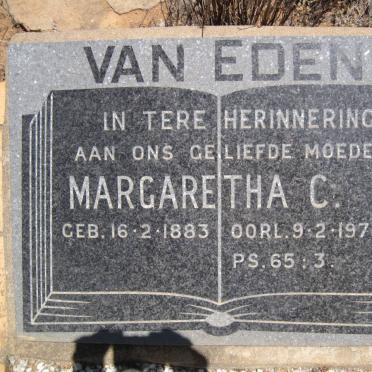 VAN EDEN
IN TERE HERINNERING
AAN ONS GELIEFDE MOEDE
MARGARETHA C.
GEB. 16-2-1883 OORL. 9-2-197
PS. 65:3.